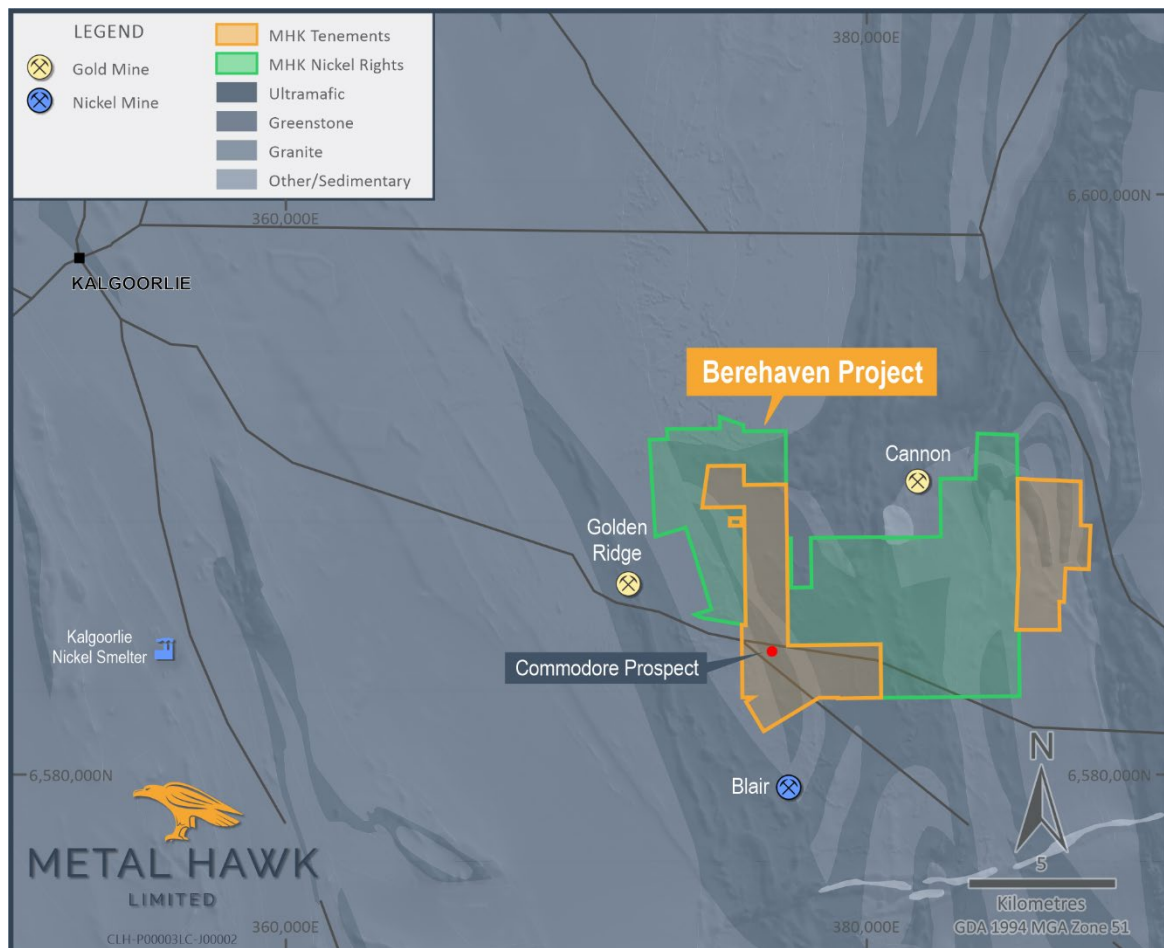 LEGEND
Gold Mine
Nickel Mine
MHK Tenements
MHK Nickel Rights
Ultramafic
Greenstone
Granite
Other/Sedimentary
380,000E
6,600,000N
360,000E
KALGOORLIE
Berehaven Project
Cannon
Golden
Ridge
Kalgoorlie
Nickel Smelter
Commodore Prospect
6,580,000N
Blair
N
6,580,000N
5
Kilometres
GDA 1994 MGA Zone 51
METAL HAWK
LIMITED
CLH-P00003LC-J00002
360,000E
380,000E